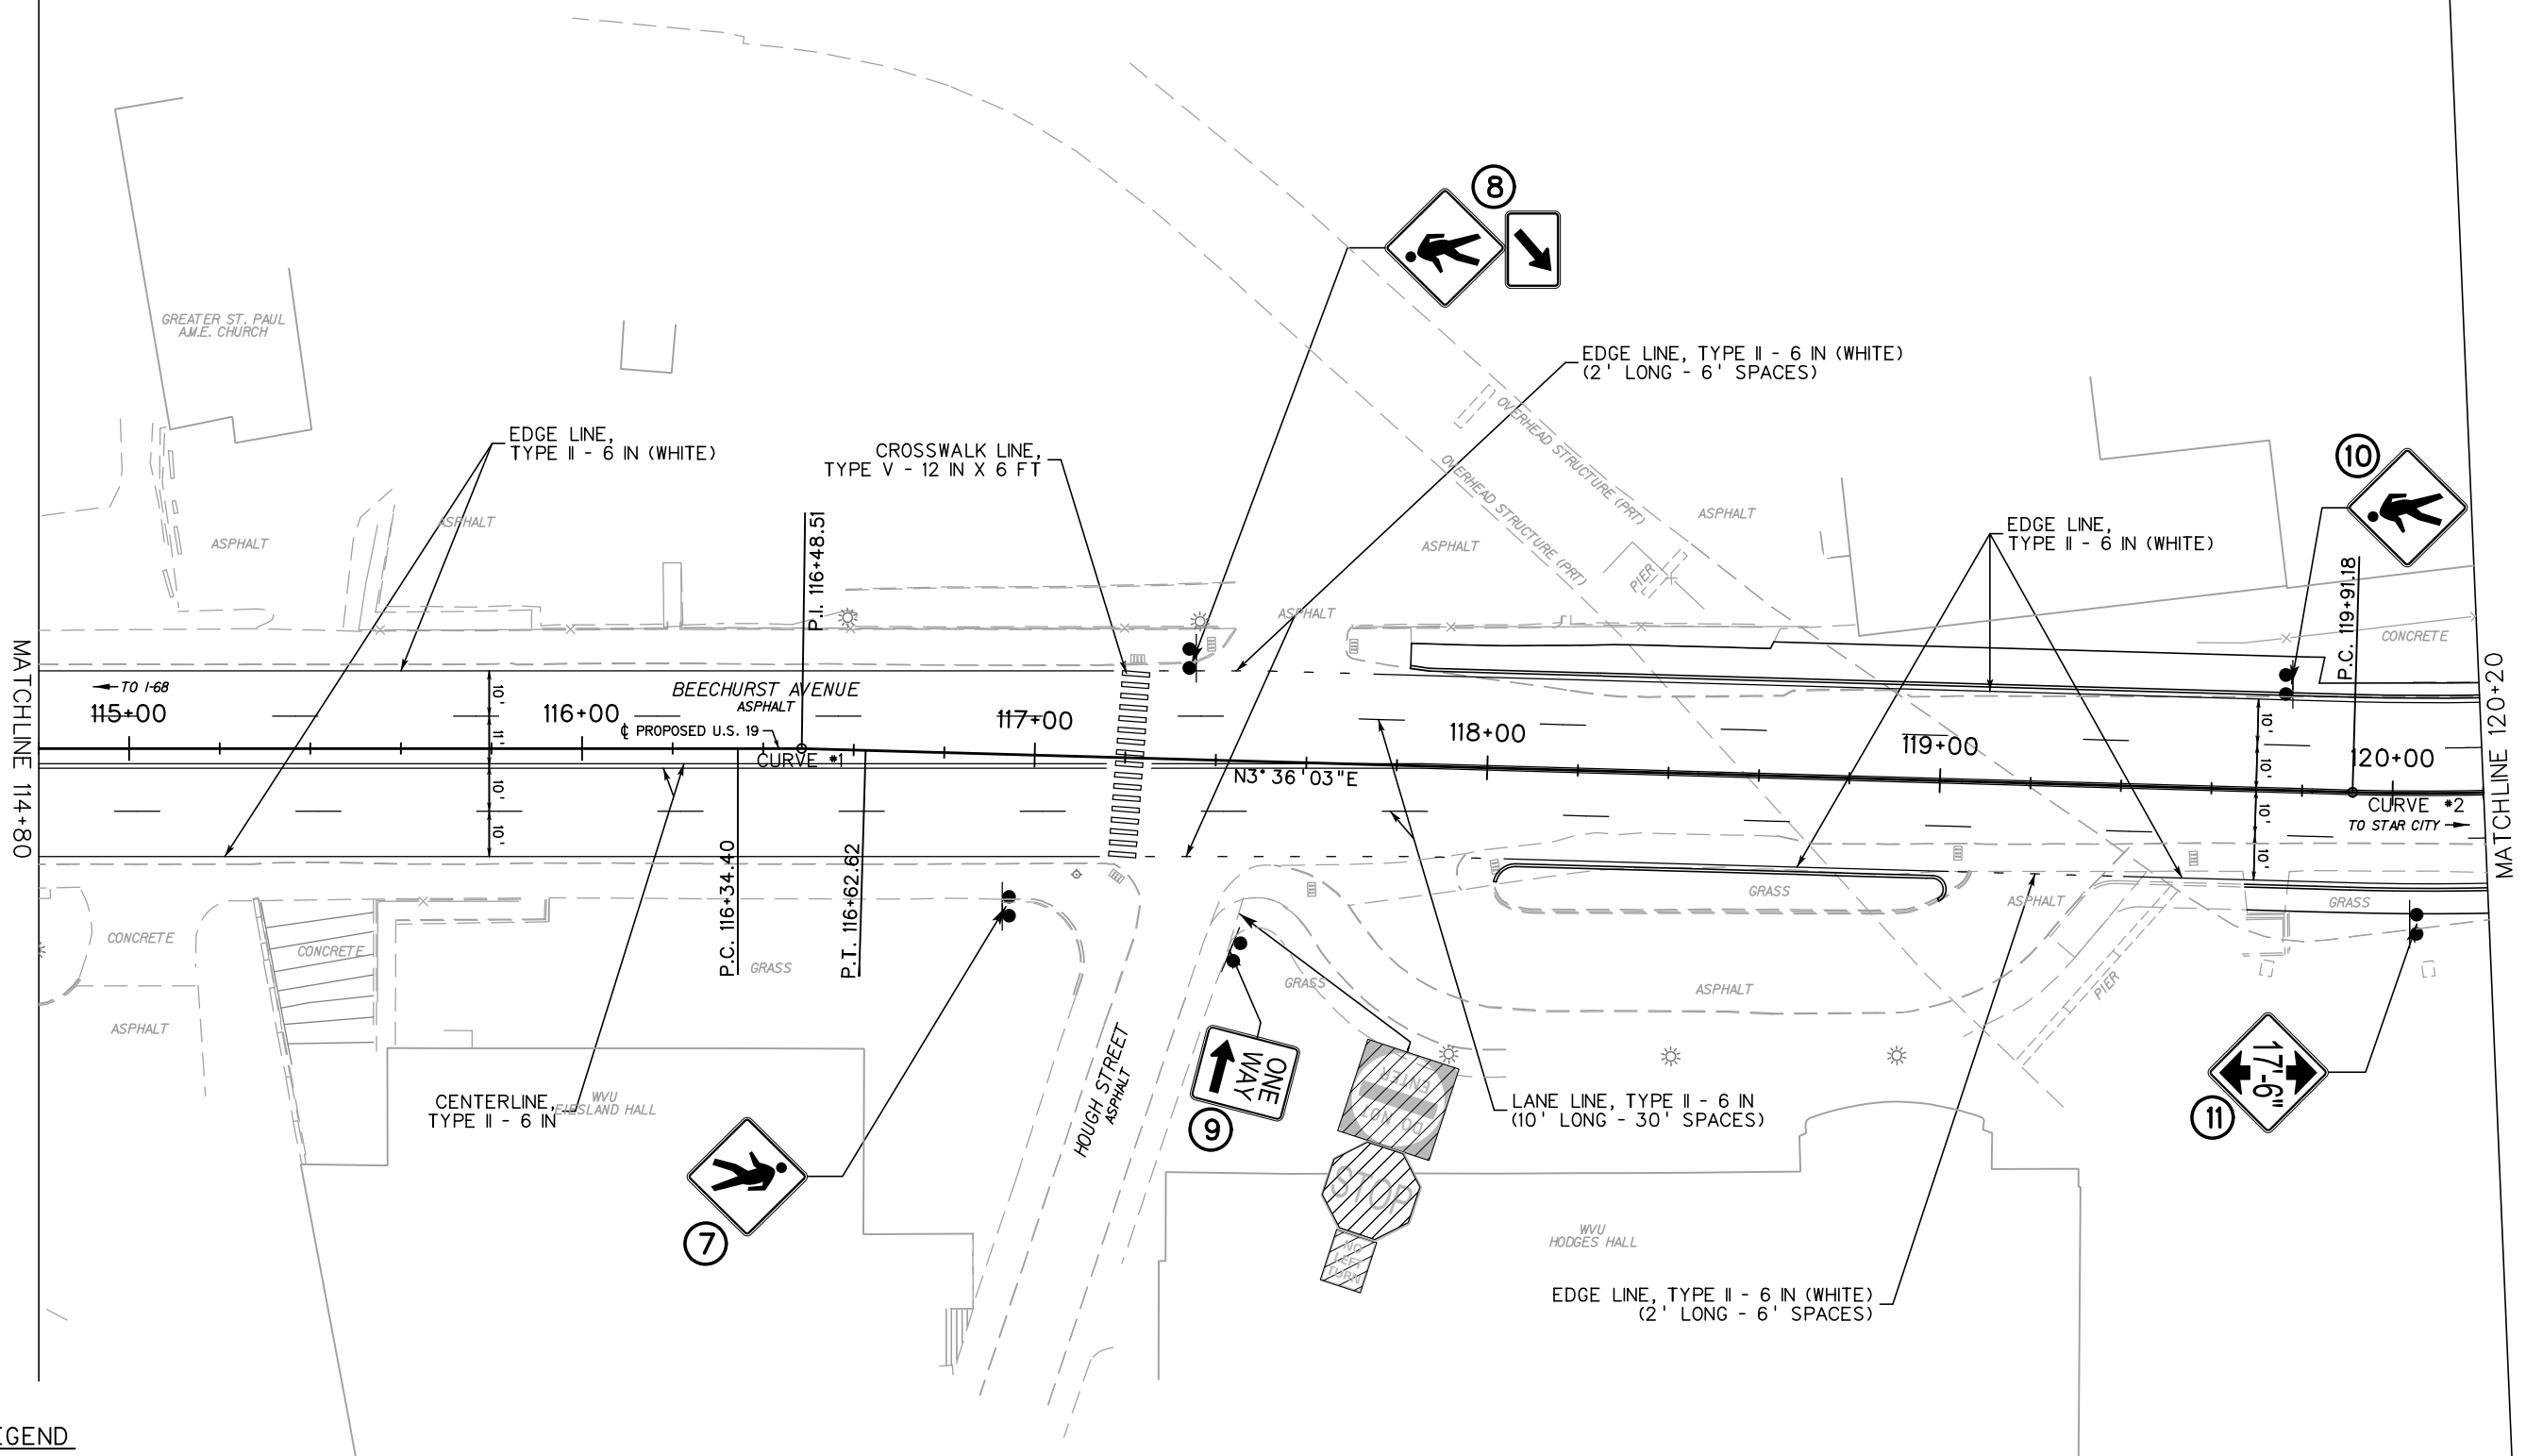 8
EDGE LINE, TYPE II - 6 IN (WHITE)
(2' LONG - 6' SPACES)
GREATER ST. PAUL
A.M.E. CHURCH
EDGE LINE,
TYPE II - 6 IN (WHITE)
CROSSWALK LINE,
TYPE V - 12 IN X 6 FT
OVERHEAD STRUCTURE (PRT)
OVERHEAD STRUCTURE (PRT)
10
ASPHALT
ASPHALT
ASPHALT
ASPHALT
EDGE LINE,
TYPE II - 6 IN (WHITE)
P.I. 116+48.51
PIER
P.C. 119+91.18
ASPHALT
CONCRETE
MATCHLINE 114+80
MATCHLINE 120+20
TO I-68
BEECHURST AVENUE
ASPHALT
115+00
116+00
117+00
118+00
119+00
120+00
℄ PROPOSED U.S. 19
CURVE #1
N3°36'03"E
CURVE #2
TO STAR CITY
10'
11'
10'
10'
10'
10'
10'
10'
P.C. 116+34.40
P.T. 116+62.62
GRASS
ASPHALT
GRASS
CONCRETE
CONCRETE
GRASS
GRASS
ASPHALT
PIER
ASPHALT
HOUGH STREET
ASPHALT
ONE
WAY
9
DO NOT
ENTER
STOP
NO
LEFT
TURN
17'-6"
11
CENTERLINE,
TYPE II - 6 IN
WVU
EIESLAND HALL
LANE LINE, TYPE II - 6 IN
(10' LONG - 30' SPACES)
7
WVU
HODGES HALL
EDGE LINE, TYPE II - 6 IN (WHITE)
(2' LONG - 6' SPACES)